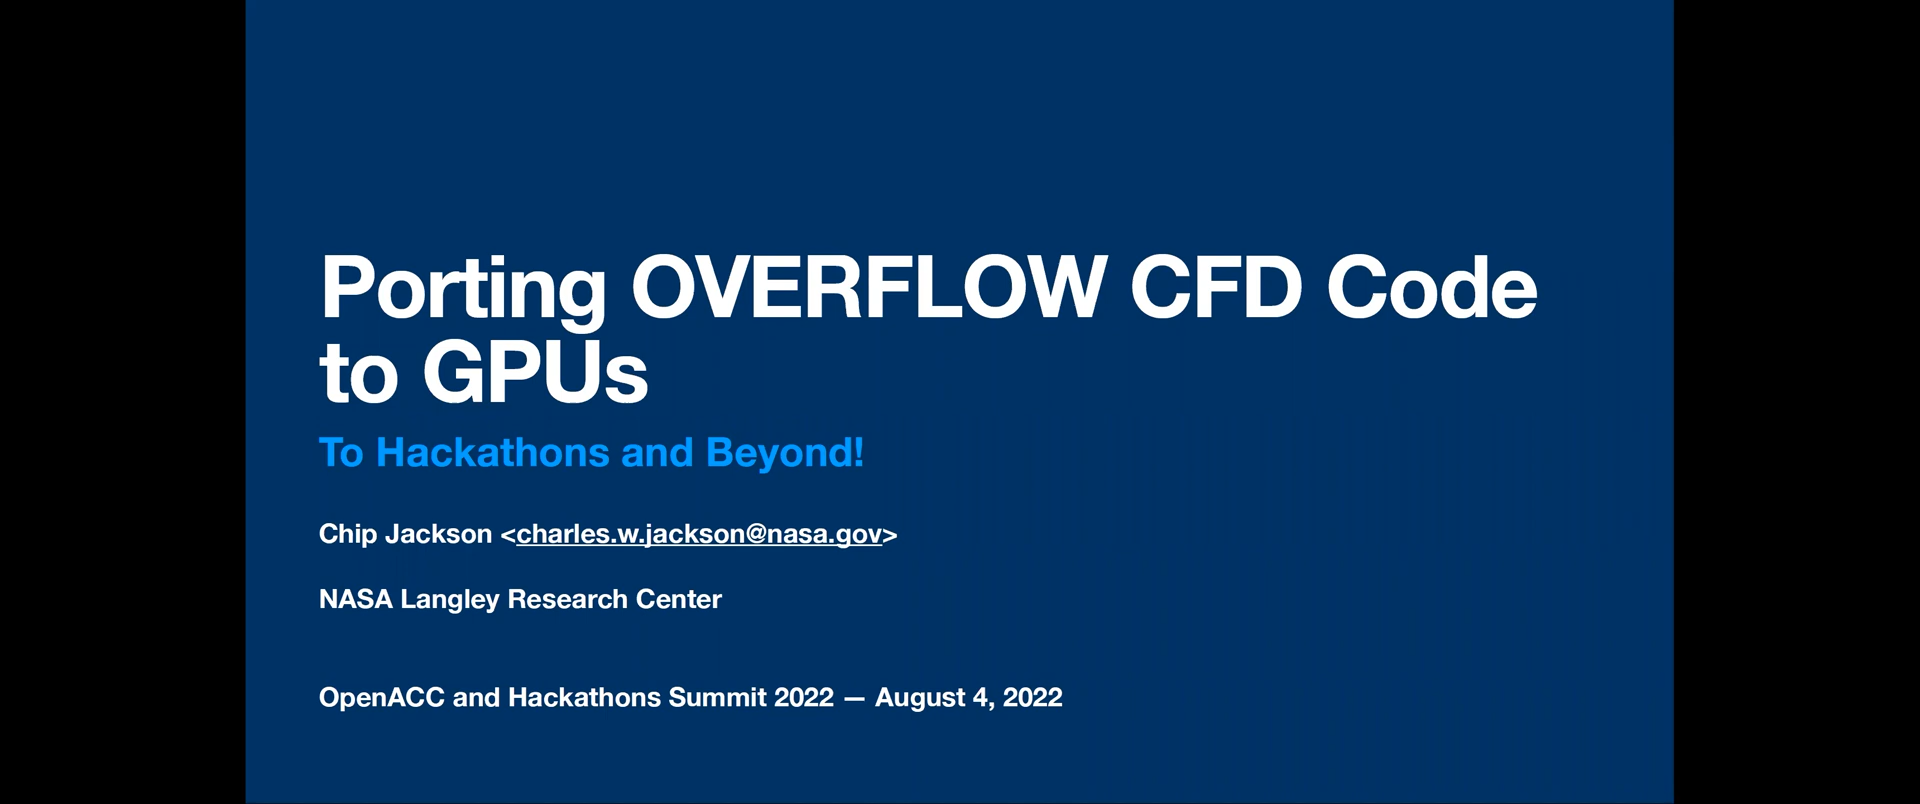 Porting OVERFLOW CFD Code
to GPUs
To Hackathons and Beyond!
Chip Jackson <charles.w.jackson@nasa.gov>
NASA Langley Research Center
OpenACC and Hackathons Summit 2022 — August 4, 2022